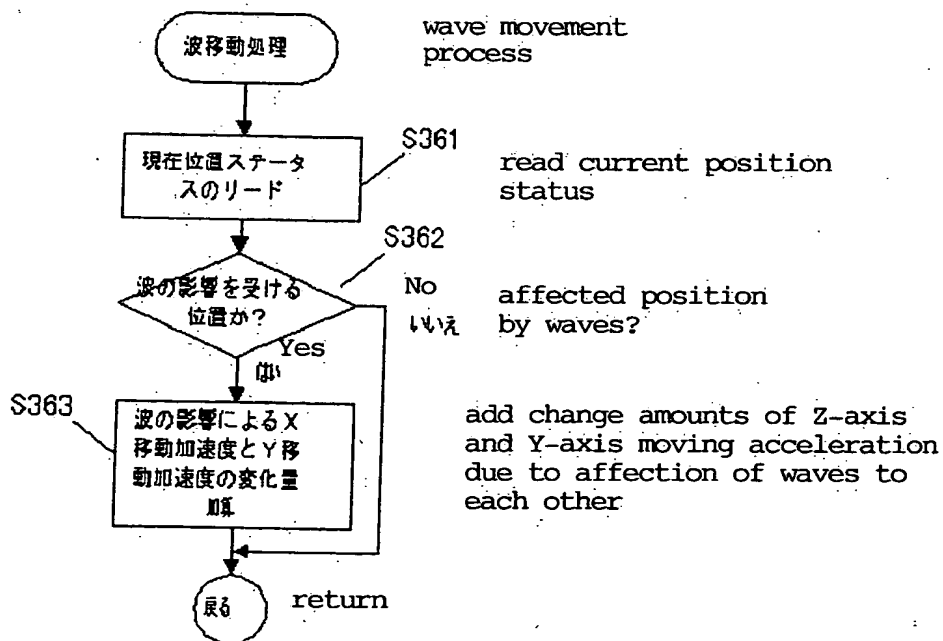 波移動処理
wave movement
process
S361
現在位置ステータ
スのリード
read current position
status
S362
波の影響を受ける
位置か?
No
いいえ
affected position
by waves?
Yes
はい
S363
波の影響によるX
移動加速度とY移
動加速度の変化量
加算
add change amounts of Z-axis
and Y-axis moving acceleration
due to affection of waves to
each other
戻る
return